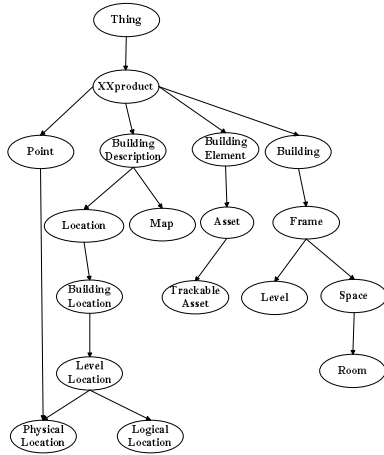 Thing
XXproduct
Point
Building
Description
Building
Element
Building
Location
Map
Asset
Frame
Building
Location
Trackable
Asset
Level
Space
Level
Location
Room
Physical
Location
Logical
Location